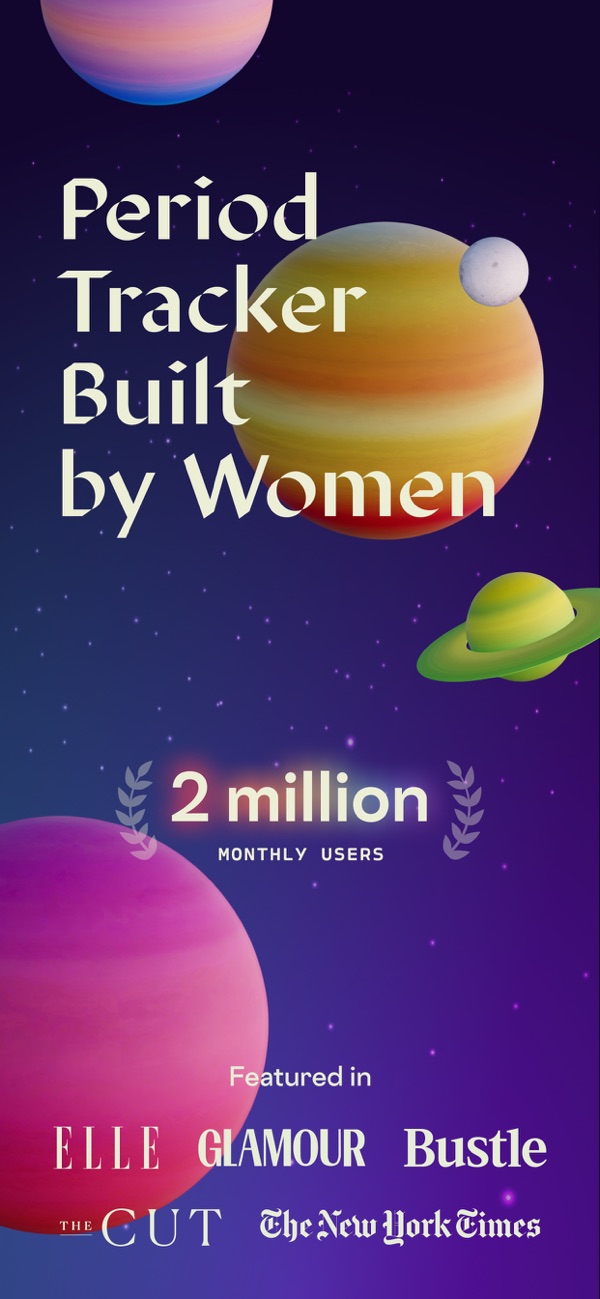 Period
Tracker
Built
by Women
2 million
MONTHLY USERS
Featured in
ELLE GLAMOUR Bustle
THE CUT The New York Times